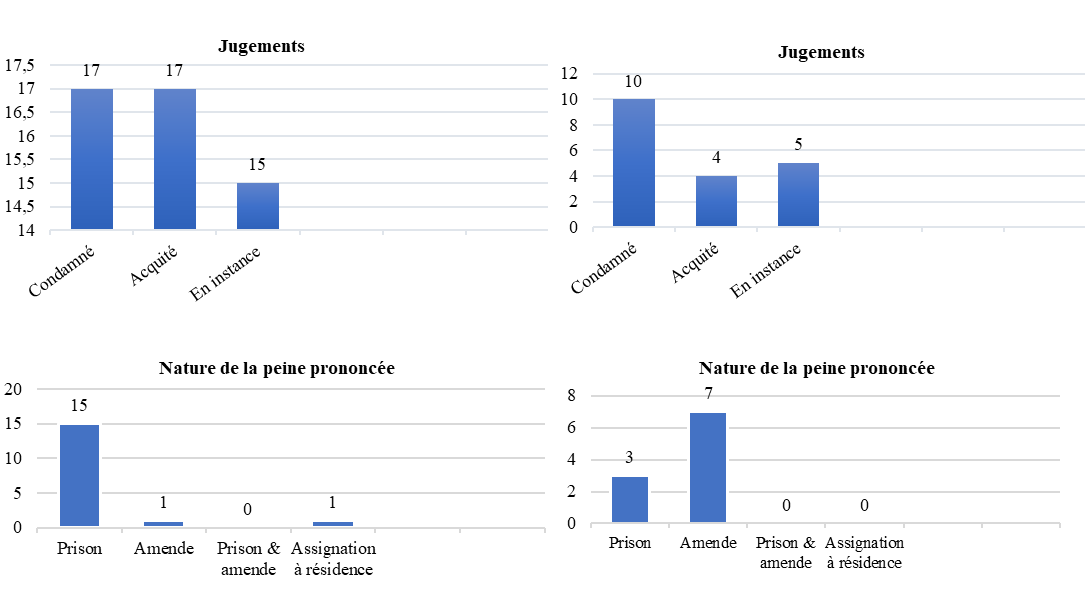 Jugements
17,5
17
16,5
16
15,5
15
14,5
14
17
17
15
Condamné
Acquité
En instance
Jugements
12
10
8
6
4
2
0
10
4
5
Condamné
Acquité
En instance
Nature de la peine prononcée
20
15
10
5
0
15
1
0
1
Prison
Amende
Prison &
amende
Assignation
à résidence
Nature de la peine prononcée
8
6
4
2
0
3
7
0
0
Prison
Amende
Prison &
amende
Assignation
à résidence